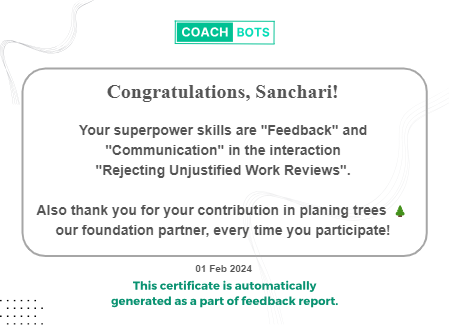 COACH BOTS
Congratulations, Sanchari!
Your superpower skills are "Feedback" and
"Communication" in the interaction
"Rejecting Unjustified Work Reviews".
Also thank you for your contribution in planing trees 🌲
our foundation partner, every time you participate!
01 Feb 2024
This certificate is automatically
generated as a part of feedback report.